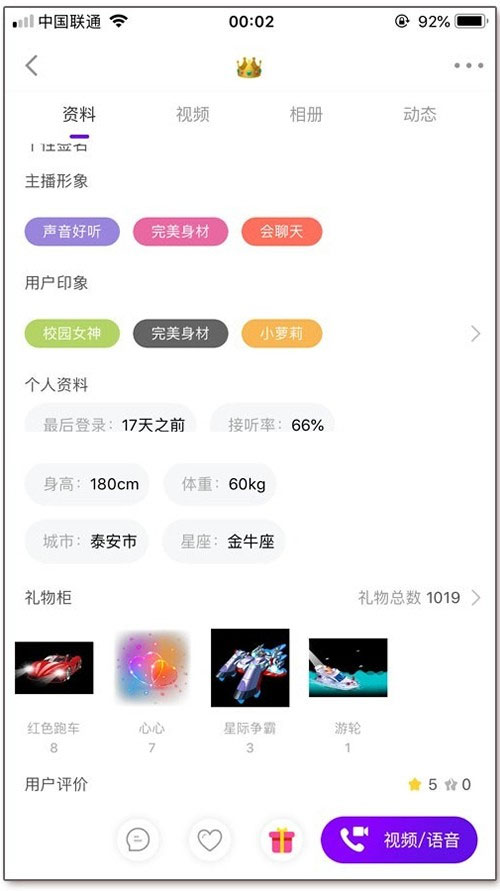 中国联通 00:02 92%
资料 视频 相册 动态
个性签名
主播形象
声音好听 完美身材 会聊天
用户印象
校园女神 完美身材 小萝莉
个人资料
最后登录：17天之前 接听率：66%
身高：180cm 体重：60kg
城市：泰安市 星座：金牛座
礼物柜 礼物总数 1019
红色跑车 心心 星际争霸 游轮
8 7 3 1
用户评价 5 0
视频/语音